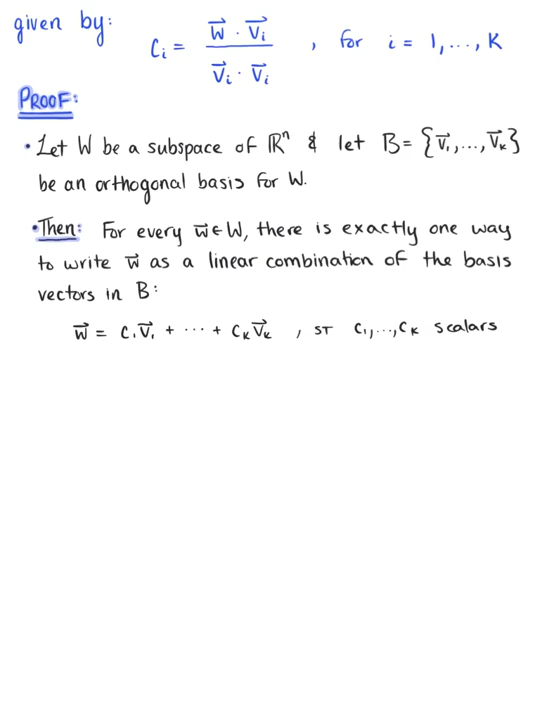 given by: Cᵢ = (w⃗ · v⃗ᵢ) / (v⃗ᵢ · v⃗ᵢ) , for i = 1,..., K
PROOF:
• Let W be a subspace of ℝⁿ & let B = {v⃗₁,...,v⃗ₖ}
be an orthogonal basis for W.
• Then: For every w⃗ ∈ W, there is exactly one way
to write w⃗ as a linear combination of the basis
vectors in B:
w⃗ = C₁v⃗₁ + ··· + Cₖv⃗ₖ , ST C₁,...,Cₖ scalars